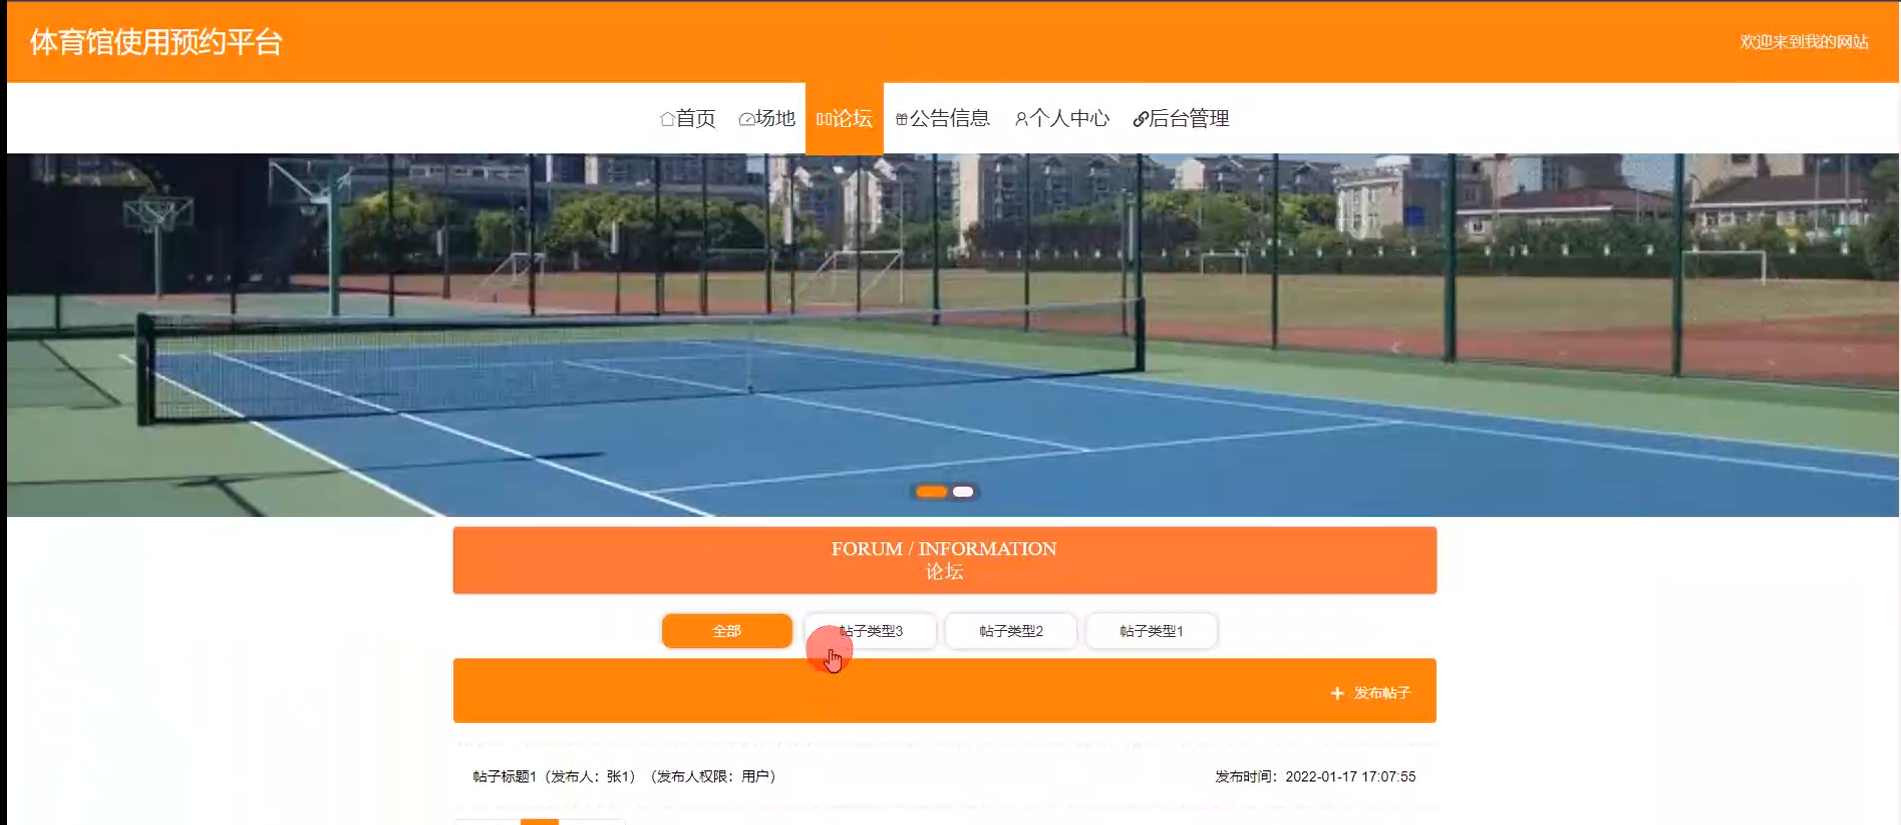 体育馆使用预约平台
欢迎来到我的网站
首页 场地 论坛 公告信息 个人中心 后台管理
FORUM / INFORMATION
论坛
全部 帖子类型3 帖子类型2 帖子类型1
+ 发布帖子
帖子标题1（发布人：张1）（发布人权限：用户） 发布时间：2022-01-17 17:07:55